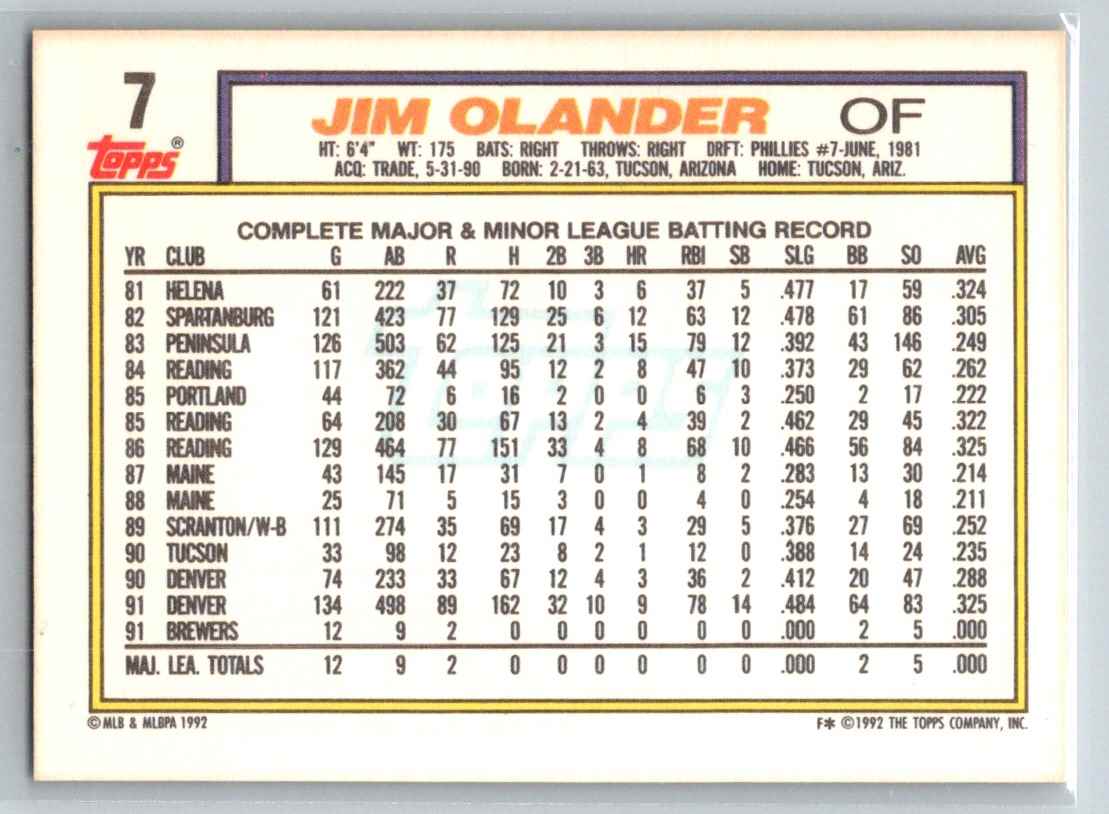 7
JIM OLANDER OF
Topps®
HT: 6'4" WT: 175 BATS: RIGHT THROWS: RIGHT DRFT: PHILLIES #7-JUNE, 1981
ACQ: TRADE, 5-31-90 BORN: 2-21-63, TUCSON, ARIZONA HOME: TUCSON, ARIZ.
COMPLETE MAJOR & MINOR LEAGUE BATTING RECORD
YR CLUB G AB R H 2B 3B HR RBI SB SLG BB SO AVG
81 HELENA 61 222 37 72 10 3 6 37 5 .477 17 59 .324
82 SPARTANBURG 121 423 77 129 25 6 12 63 12 .478 61 86 .305
83 PENINSULA 126 503 62 125 21 3 15 79 12 .392 43 146 .249
84 READING 117 362 44 95 12 2 8 47 10 .373 29 62 .262
85 PORTLAND 44 72 6 16 2 0 0 6 3 .250 2 17 .222
85 READING 64 208 30 67 13 2 4 39 2 .462 29 45 .322
86 READING 129 464 77 151 33 4 8 68 10 .466 56 84 .325
87 MAINE 43 145 17 31 7 0 1 8 2 .283 13 30 .214
88 MAINE 25 71 5 15 3 0 0 4 0 .254 4 18 .211
89 SCRANTON/W-B 111 274 35 69 17 4 3 29 5 .376 27 69 .252
90 TUCSON 33 98 12 23 8 2 1 12 0 .388 14 24 .235
90 DENVER 74 233 33 67 12 4 3 36 2 .412 20 47 .288
91 DENVER 134 498 89 162 32 10 9 78 14 .484 64 83 .325
91 BREWERS 12 9 2 0 0 0 0 0 0 .000 2 5 .000
MAJ. LEA. TOTALS 12 9 2 0 0 0 0 0 0 .000 2 5 .000
Topps
© MLB & MLBPA 1992
F* © 1992 THE TOPPS COMPANY, INC.